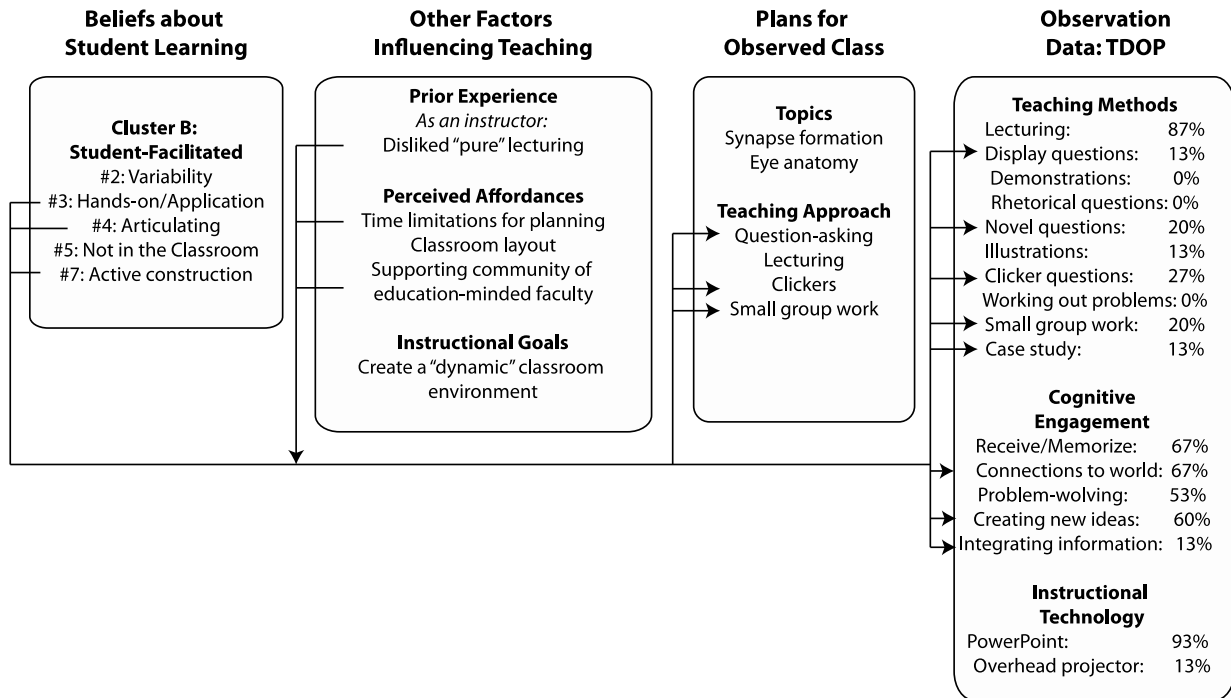 Beliefs about
Student Learning
Cluster B:
Student-Facilitated
#2: Variability
#3: Hands-on/Application
#4: Articulating
#5: Not in the Classroom
#7: Active construction
Other Factors
Influencing Teaching
Prior Experience
As an instructor:
Disliked “pure” lecturing
Perceived Affordances
Time limitations for planning
Classroom layout
Supporting community of
education-minded faculty
Instructional Goals
Create a “dynamic” classroom
environment
Plans for
Observed Class
Topics
Synapse formation
Eye anatomy
Teaching Approach
Question-asking
Lecturing
Clickers
Small group work
Observation
Data: TDOP
Teaching Methods
Lecturing: 87%
Display questions: 13%
Demonstrations: 0%
Rhetorical questions: 0%
Novel questions: 20%
Illustrations: 13%
Clicker questions: 27%
Working out problems: 0%
Small group work: 20%
Case study: 13%
Cognitive
Engagement
Receive/Memorize: 67%
Connections to world: 67%
Problem-wolving: 53%
Creating new ideas: 60%
Integrating information: 13%
Instructional
Technology
PowerPoint: 93%
Overhead projector: 13%